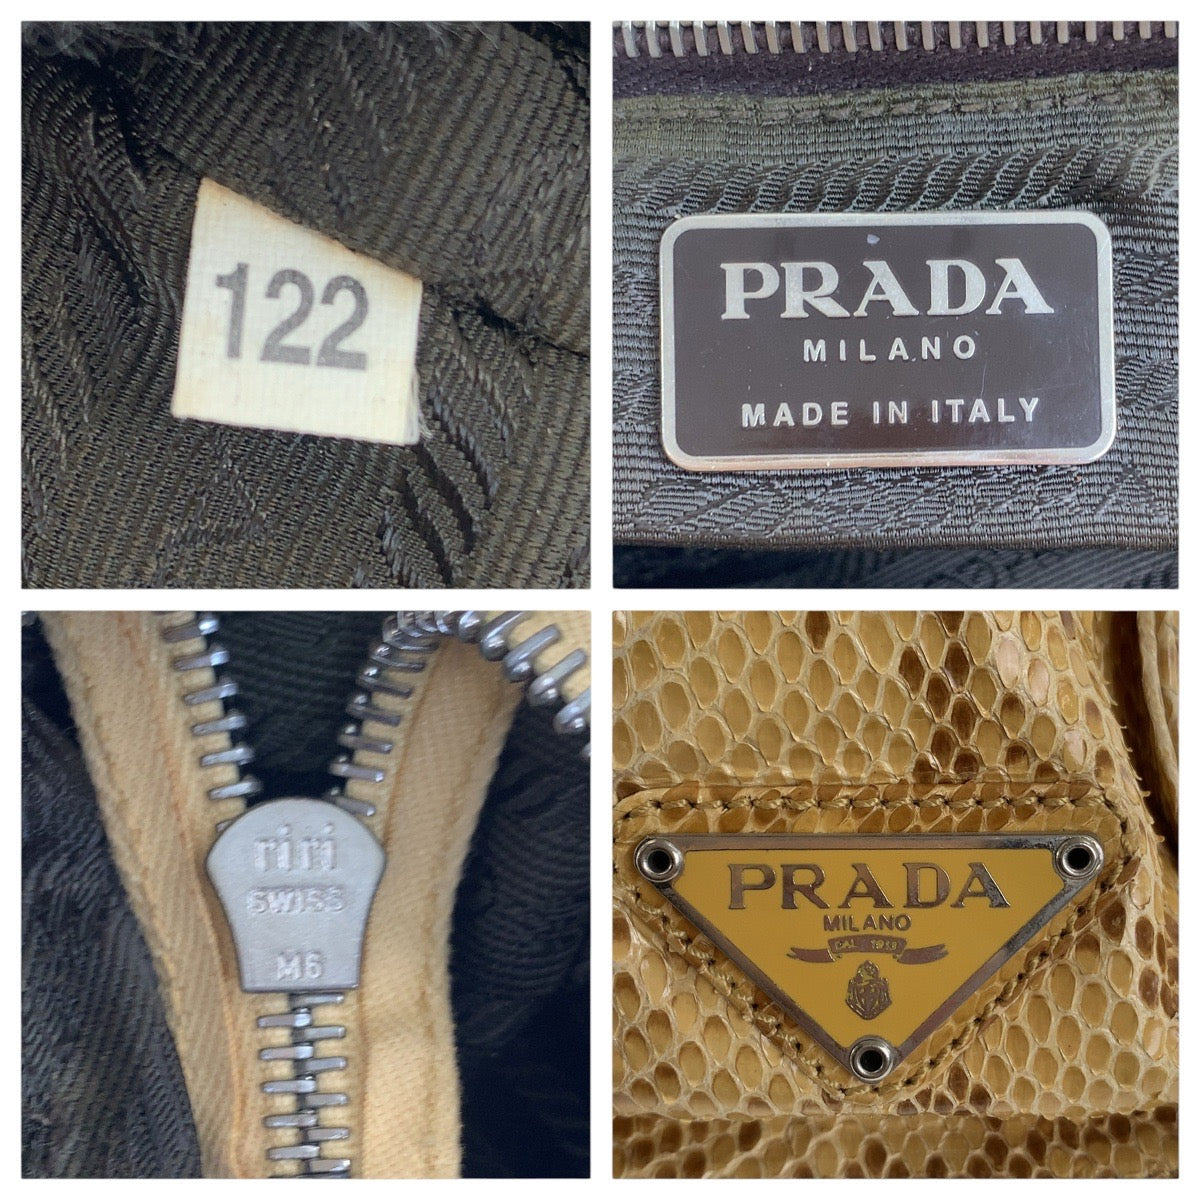 122
PRADA
MILANO
MADE IN ITALY
riri
SWISS
M6
PRADA
MILANO
DAL 1913